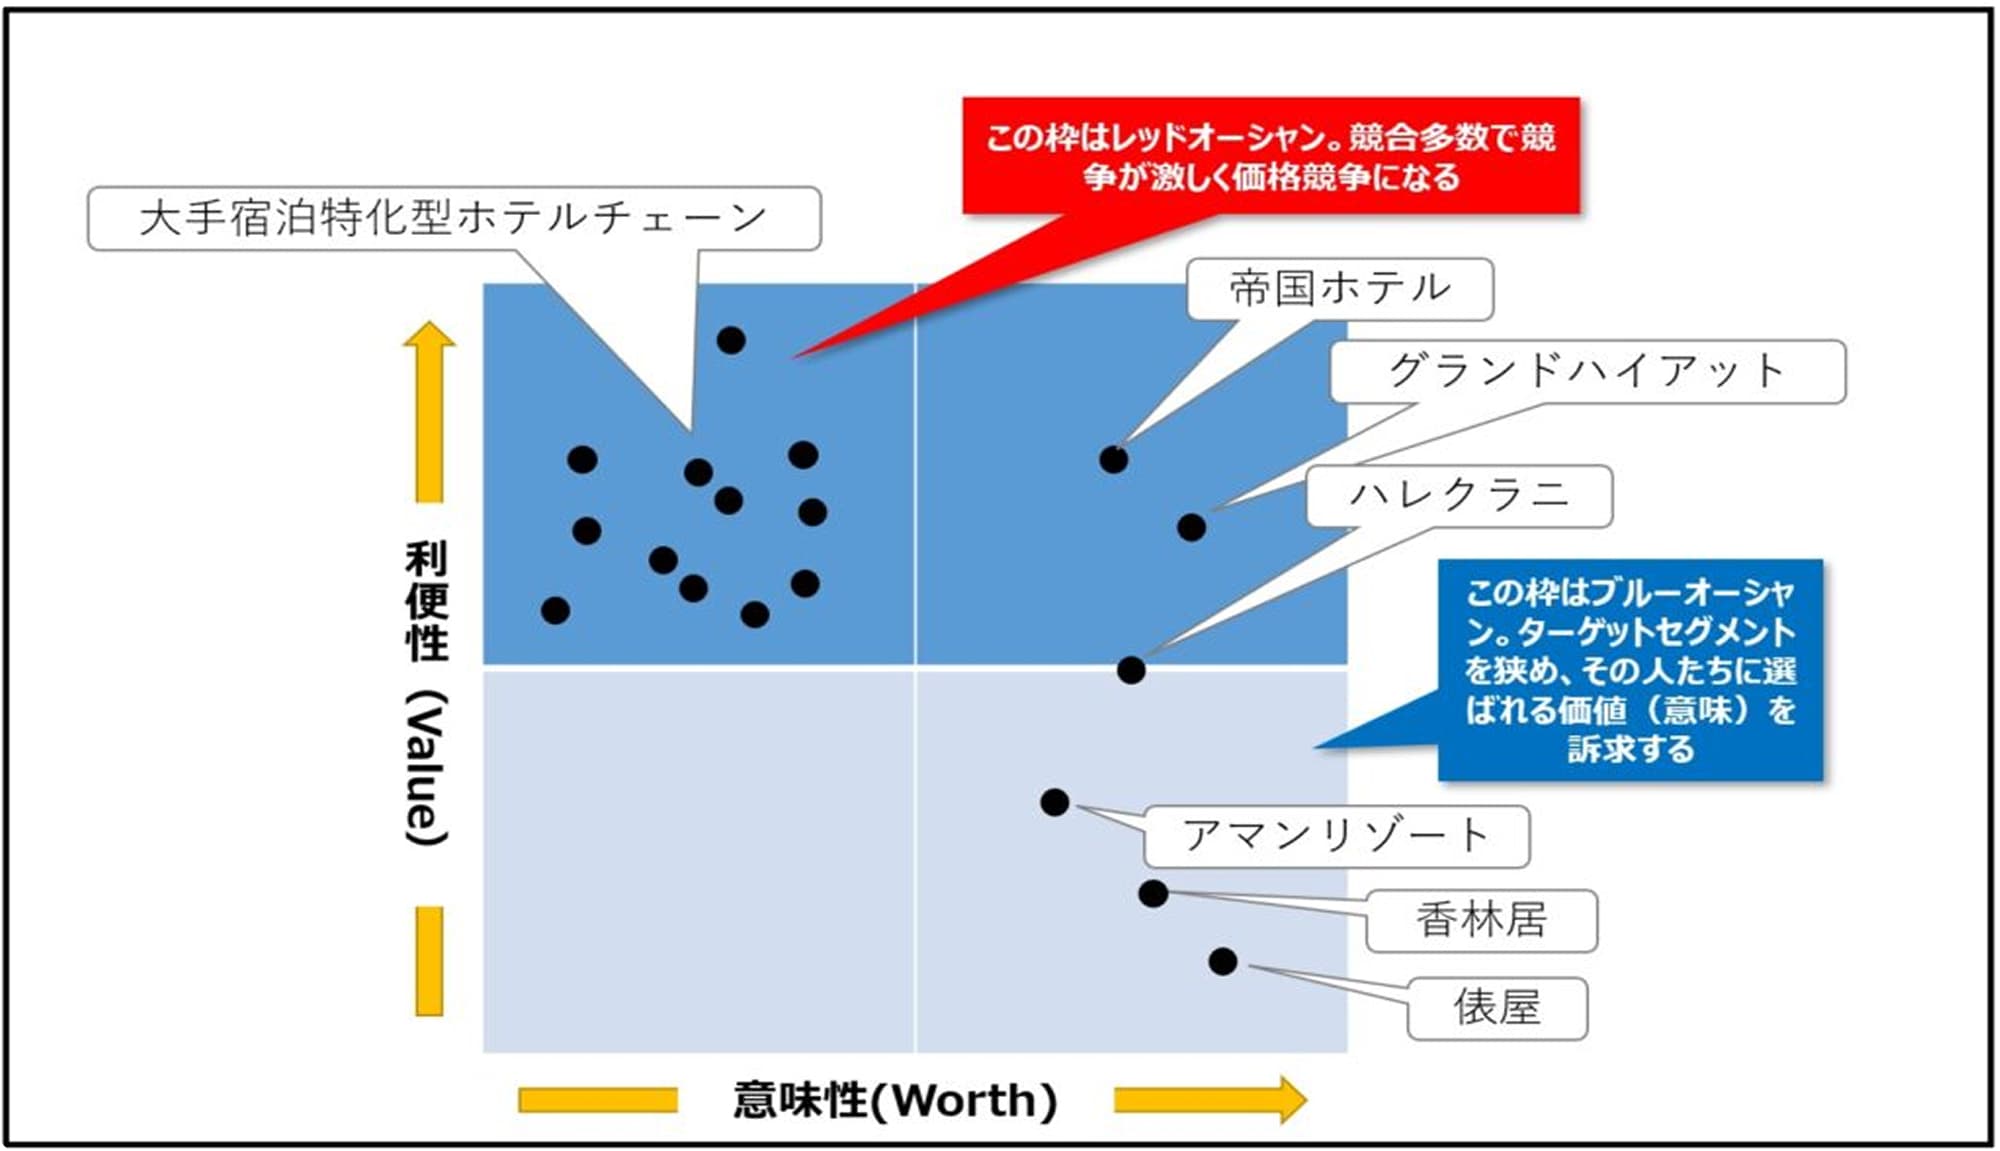 この枠はレッドオーシャン。競合多数で競
争が激しく価格競争になる
大手宿泊特化型ホテルチェーン
帝国ホテル
グランドハイアット
ハレクラニ
利便性(Value)
この枠はブルーオーシャ
ン。ターゲットセグメント
を狭め、その人たちに選
ばれる価値（意味）を
訴求する
アマンリゾート
香林居
俵屋
意味性(Worth)